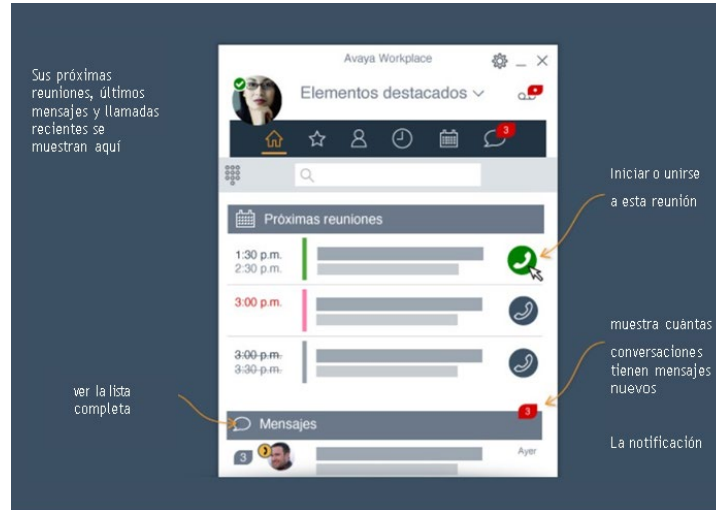 Sus próximas
reuniones, últimos
mensajes y llamadas
recientes se
muestran aquí
Avaya Workplace
Elementos destacados
3
Próximas reuniones
1:30 p.m.
2:30 p.m.
3:00 p.m.
3:00 p.m.
3:30 p.m.
Iniciar o unirse
a esta reunión
muestra cuántas
conversaciones
tienen mensajes
nuevos
La notificación
ver la lista
completa
3
Mensajes
3
Ayer